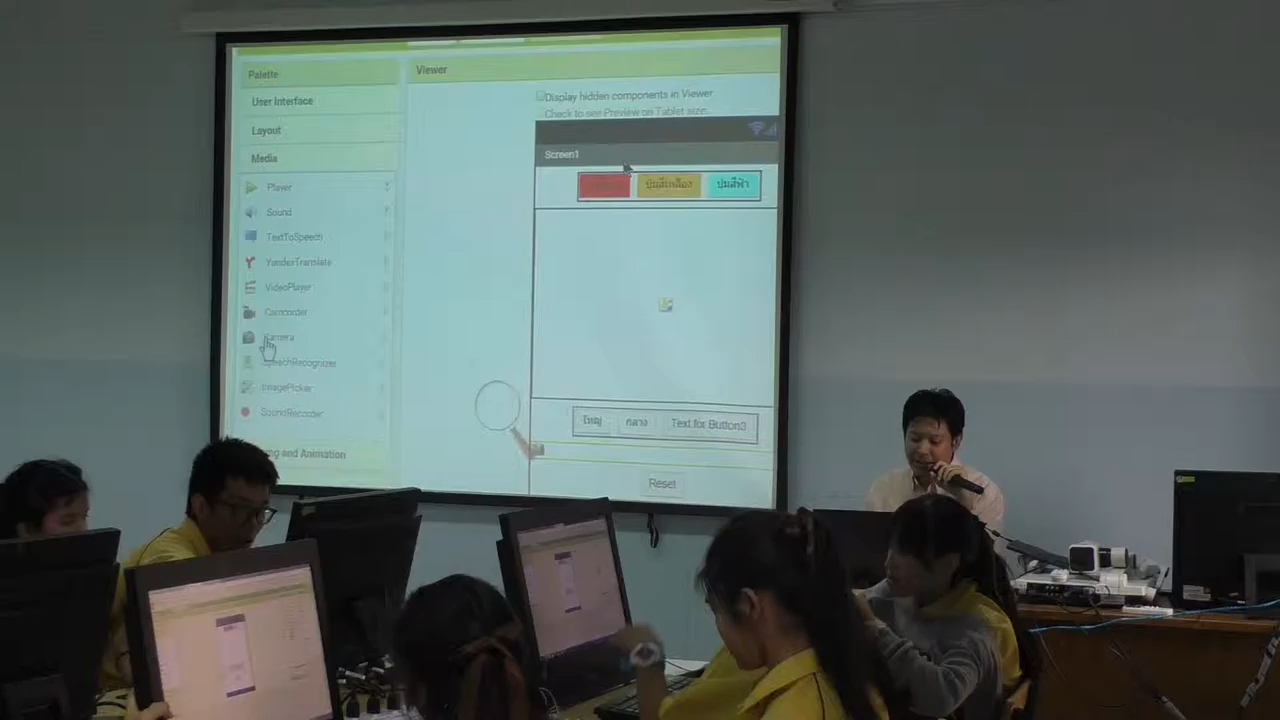 Palette
Viewer
User Interface
Display hidden components in Viewer
Check to see Preview on Tablet size.
Layout
Media
Screen1
Player
ปุ่มสีเหลือง
ปุ่มสีฟ้า
Sound
TextToSpeech
YandexTranslate
VideoPlayer
Camcorder
Camera
SpeechRecognizer
ImagePicker
SoundRecorder
ใหญ่
กลาง
Text for Button3
ng and Animation
Reset